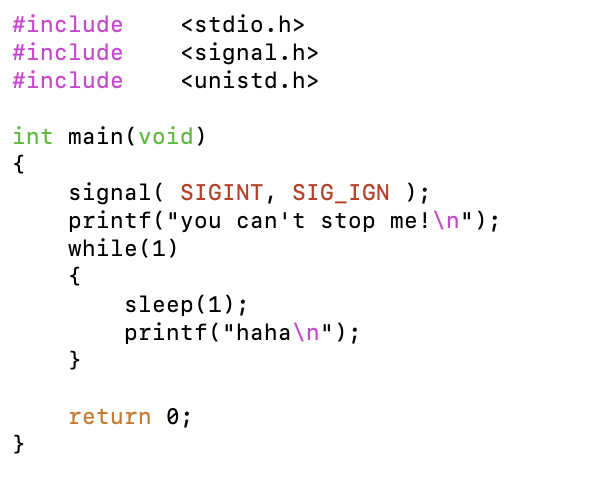 #include    <stdio.h>
#include    <signal.h>
#include    <unistd.h>

int main(void)
{
    signal( SIGINT, SIG_IGN );
    printf("you can't stop me!\n");
    while(1)
    {
        sleep(1);
        printf("haha\n");
    }

    return 0;
}